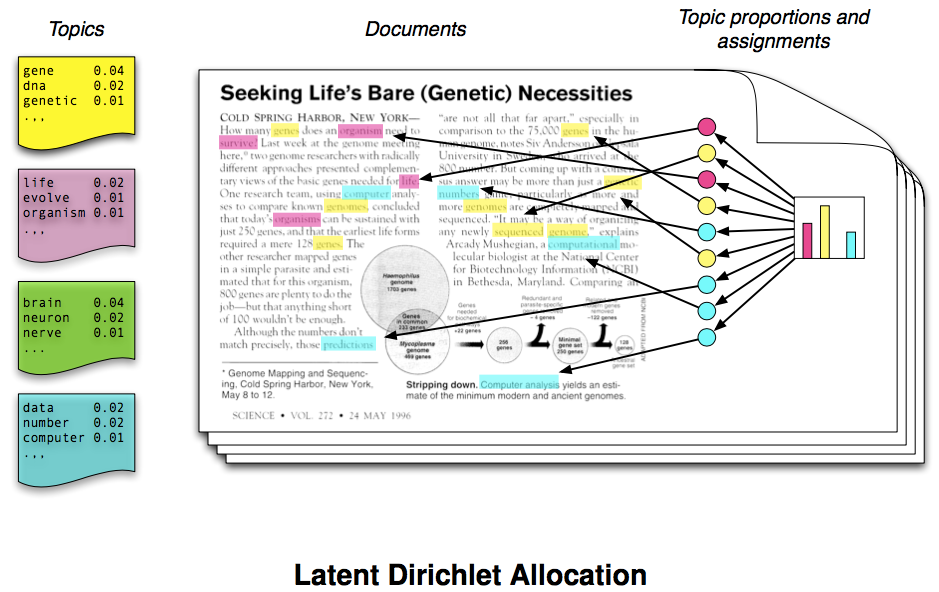 Topics
Documents
Topic proportions and
assignments
gene 0.04
dna 0.02
genetic 0.01
...
life 0.02
evolve 0.01
organism 0.01
...
brain 0.04
neuron 0.02
nerve 0.01
...
data 0.02
number 0.02
computer 0.01
...
Seeking Life's Bare (Genetic) Necessities
COLD SPRING HARBOR, NEW YORK—
How many genes does an organism need to
survive? Last week at the genome meeting
here,* two genome researchers with radically
different approaches presented complemen-
tary views of the basic genes needed for life.
One research team, using computer analy-
ses to compare known genomes, concluded
that today's organisms can be sustained with
just 250 genes, and that the earliest life forms
required a mere 128 genes. The
other researcher mapped genes
in a simple parasite and esti-
mated that for this organism,
800 genes are plenty to do the
job—but that anything short
of 100 wouldn't be enough.
Although the numbers don't
match precisely, those predictions
* Genome Mapping and Sequenc-
ing, Cold Spring Harbor, New York,
May 8 to 12.
"are not all that far apart," especially in
comparison to the 75,000 genes in the hu-
man genome, notes Siv Andersson
University in Sweden, who arrived at the
800 number. But coming up with a consen-
sus answer may be more than just a genetic
numbers game, particularly as more and
more genomes are completely mapped and
sequenced. "It may be a way of organizing
any newly sequenced genome," explains
Arcady Mushegian, a computational mo-
lecular biologist at the National Center
for Biotechnology Information (NCBI)
in Bethesda, Maryland. Comparing an
Haemophilus
genome
1703 genes
Genes
in common
233 genes
Mycoplasma
genome
469 genes
Genes
needed
for biochemical
+22 genes
256
genes
Redundant and
parasite-specific
genes removed
– 4 genes
Minimal
gene set
250 genes
genes
removed
–122 genes
128
genes
gene set
ADAPTED FROM NCBI
Stripping down. Computer analysis yields an esti-
mate of the minimum modern and ancient genomes.
SCIENCE • VOL. 272 • 24 MAY 1996
Latent Dirichlet Allocation